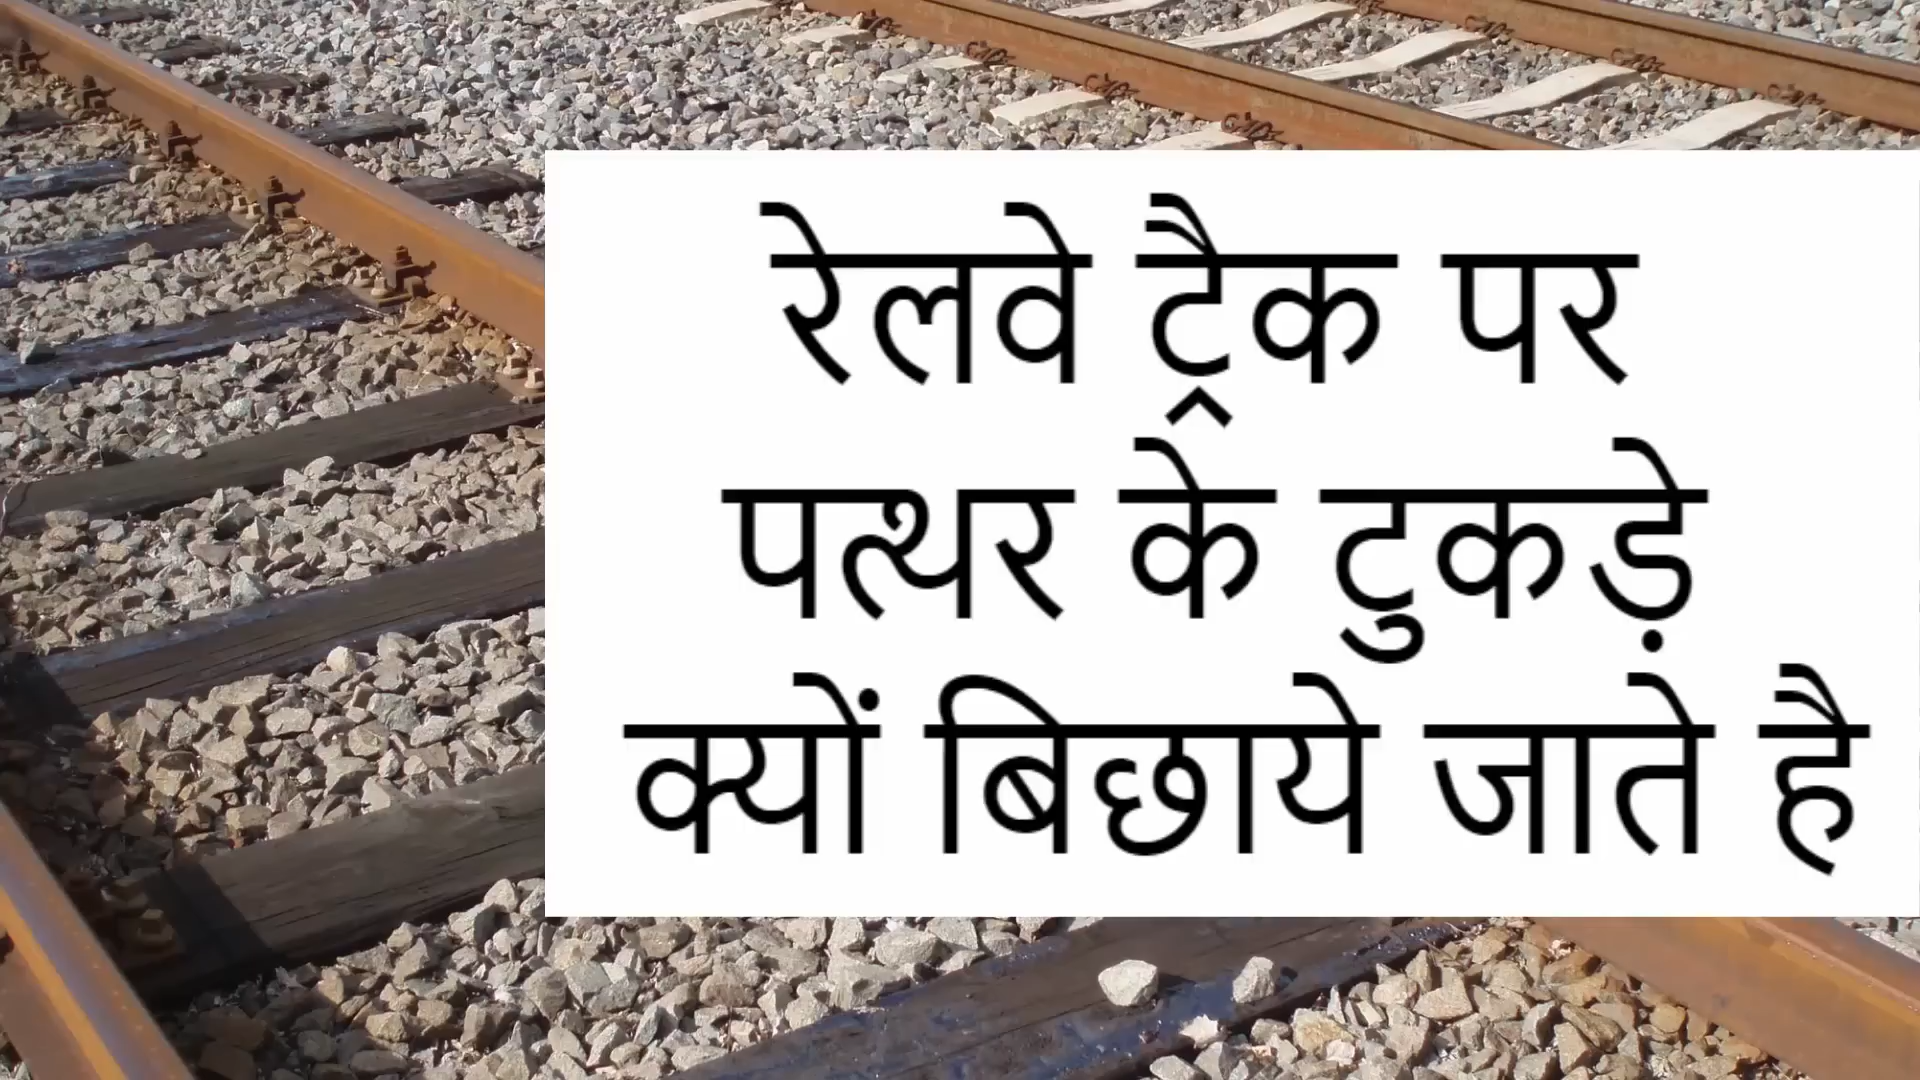 रेलवे ट्रैक पर
पत्थर के टुकड़े
क्यों बिछाये जाते है